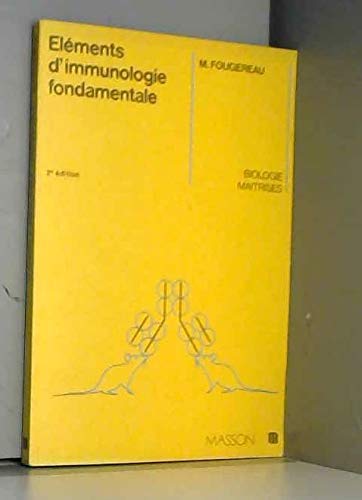 Eléments
d'immunologie
fondamentale
M. FOUGEREAU
2e édition
BIOLOGIE
MAITRISES
MASSON